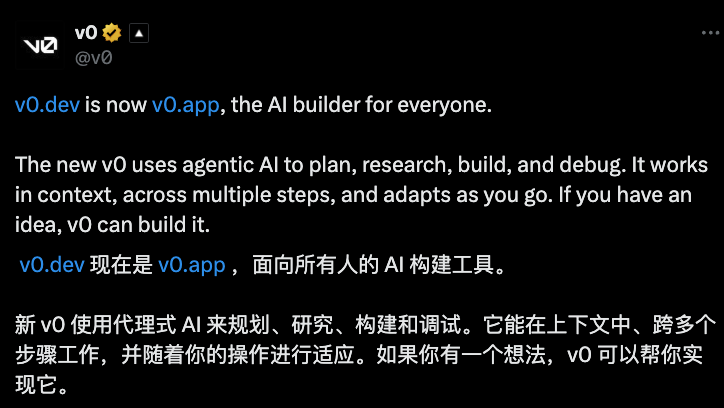 v0
v0
@v0
v0.dev is now v0.app, the AI builder for everyone.
The new v0 uses agentic AI to plan, research, build, and debug. It works
in context, across multiple steps, and adapts as you go. If you have an
idea, v0 can build it.
v0.dev 现在是 v0.app ，面向所有人的 AI 构建工具。
新 v0 使用代理式 AI 来规划、研究、构建和调试。它能在上下文中、跨多个
步骤工作，并随着你的操作进行适应。如果你有一个想法，v0 可以帮你实
现它。